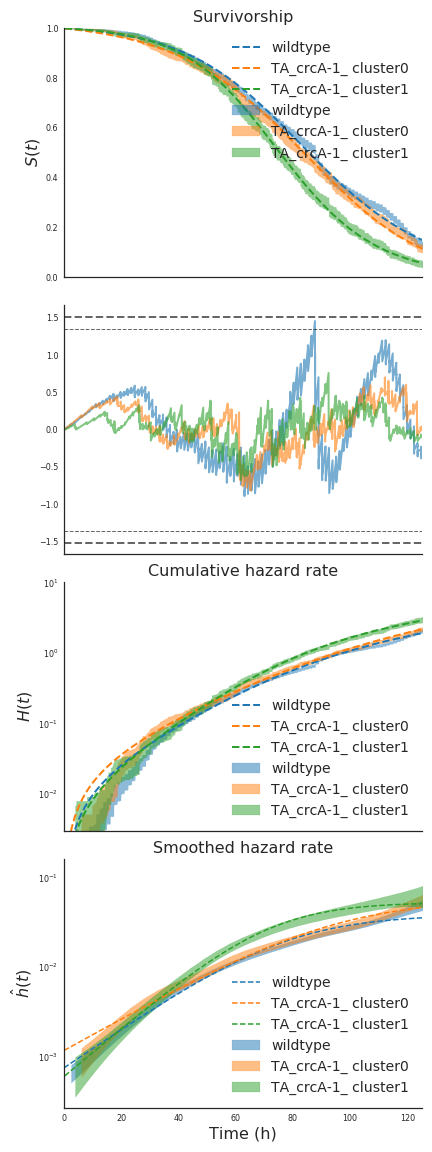 Survivorship
1.0
0.8
0.6
0.4
0.2
0.0
S(t)
wildtype
TA_crcA-1_ cluster0
TA_crcA-1_ cluster1
wildtype
TA_crcA-1_ cluster0
TA_crcA-1_ cluster1
1.5
1.0
0.5
0.0
−0.5
−1.0
−1.5
Cumulative hazard rate
10¹
10⁰
10⁻¹
10⁻²
H(t)
wildtype
TA_crcA-1_ cluster0
TA_crcA-1_ cluster1
wildtype
TA_crcA-1_ cluster0
TA_crcA-1_ cluster1
Smoothed hazard rate
10⁻¹
10⁻²
10⁻³
ĥ(t)
wildtype
TA_crcA-1_ cluster0
TA_crcA-1_ cluster1
wildtype
TA_crcA-1_ cluster0
TA_crcA-1_ cluster1
0 20 40 60 80 100 120
Time (h)